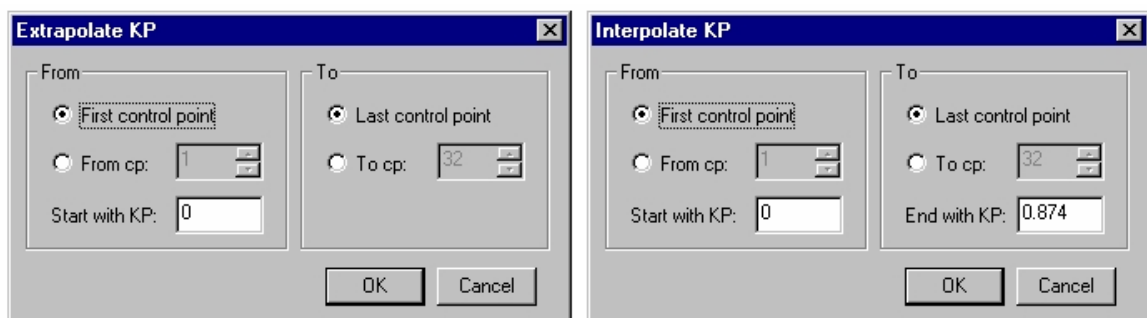 Extrapolate KP
From
First control point
From cp: 1
Start with KP: 0
To
Last control point
To cp: 32
OK Cancel
Interpolate KP
From
First control point
From cp: 1
Start with KP: 0
To
Last control point
To cp: 32
End with KP: 0.874
OK Cancel